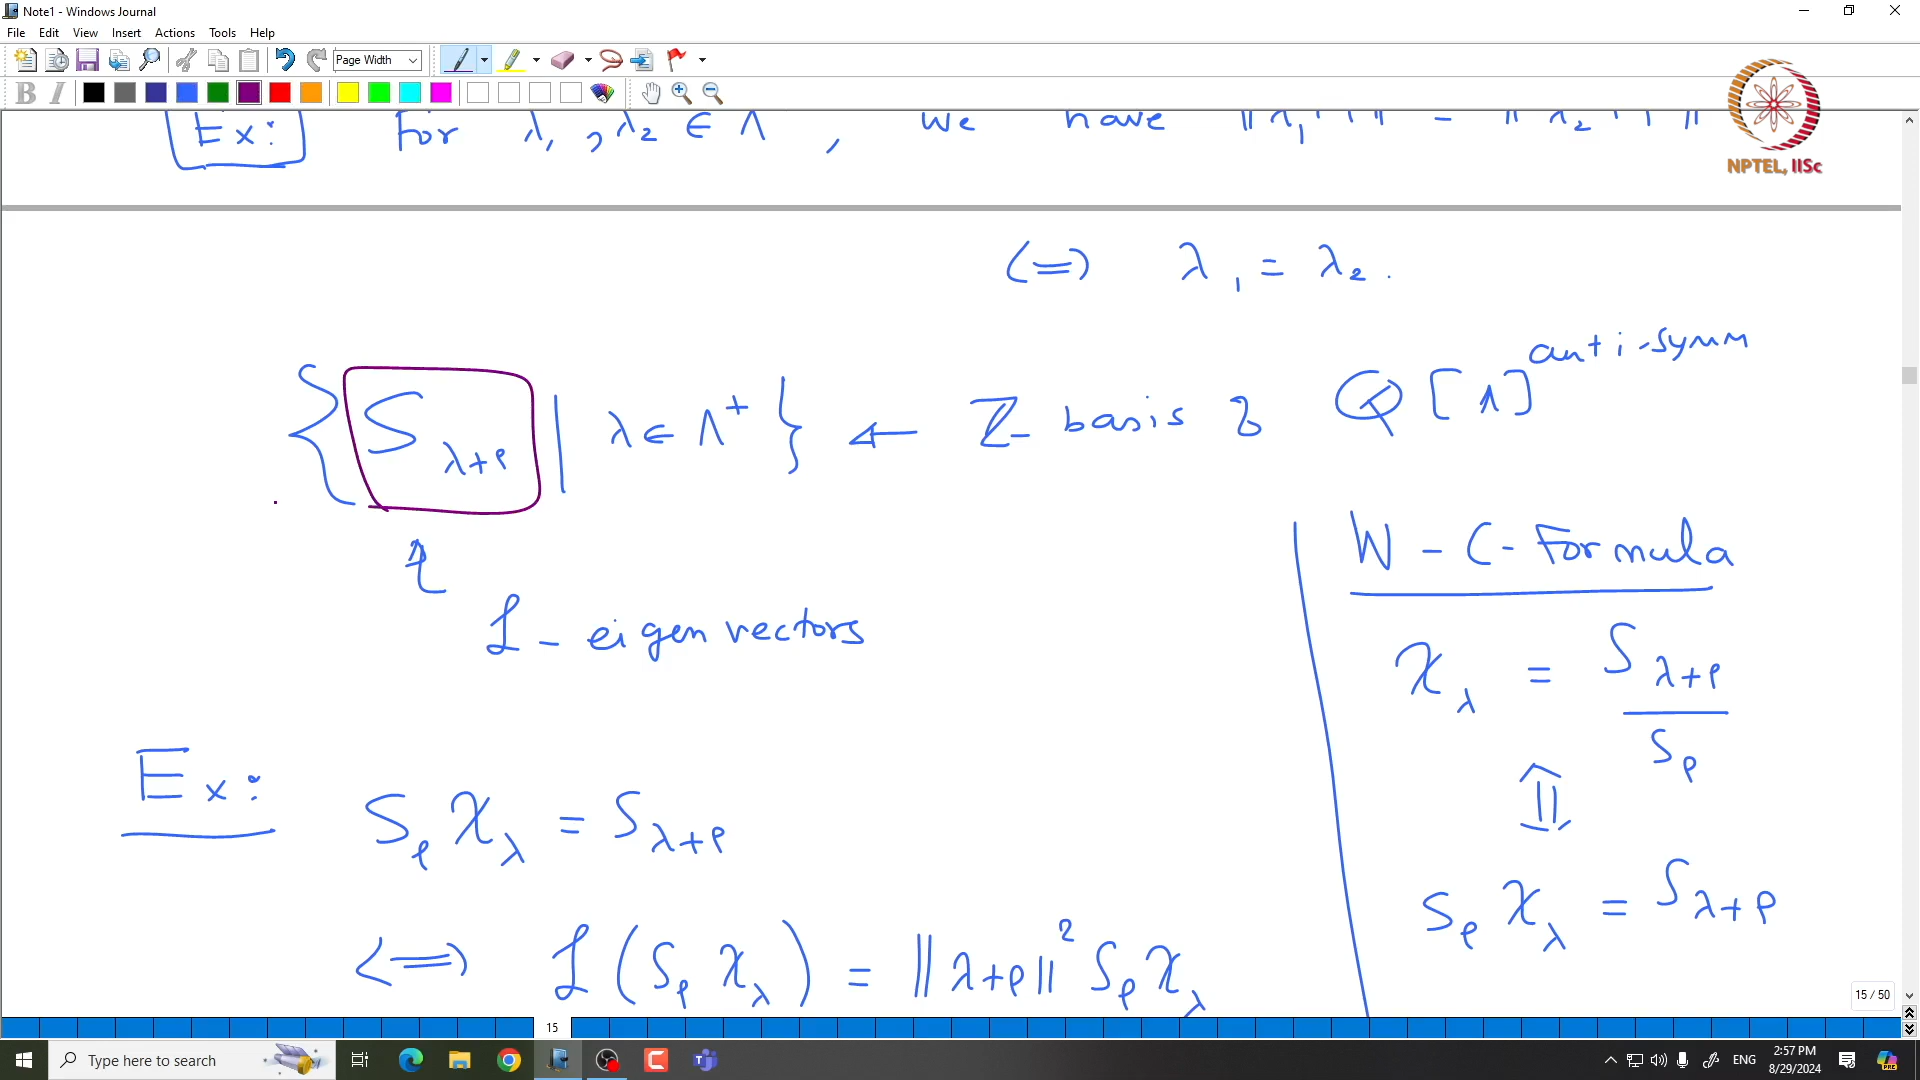 Note1 - Windows Journal
File Edit View Insert Actions Tools Help
Page Width
B I
NPTEL, IISc
Ex: For λ₁, λ₂ ∈ Λ, we have
⟺ λ₁ = λ₂.
{ S_{λ+ρ} | λ ∈ Λ⁺ } ← ℤ- basis of Q[Λ]^{anti-symm}
L - eigen vectors
W - C - Formula
χ_λ = S_{λ+ρ} / S_ρ
⇕
S_ρ χ_λ = S_{λ+ρ}
Ex: S_ρ χ_λ = S_{λ+ρ}
⟺ L(S_ρ χ_λ) = ||λ+ρ||² S_ρ χ_λ
15 / 50
15
Type here to search
ENG
2:57 PM
8/29/2024